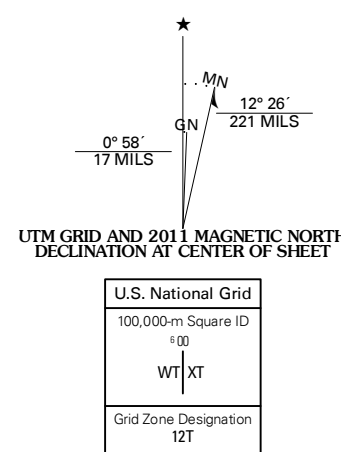 ★
MN
GN
12° 26´
221 MILS
0° 58´
17 MILS
UTM GRID AND 2011 MAGNETIC NORTH
DECLINATION AT CENTER OF SHEET
U.S. National Grid
100,000-m Square ID
⁶00
WT XT
Grid Zone Designation
12T